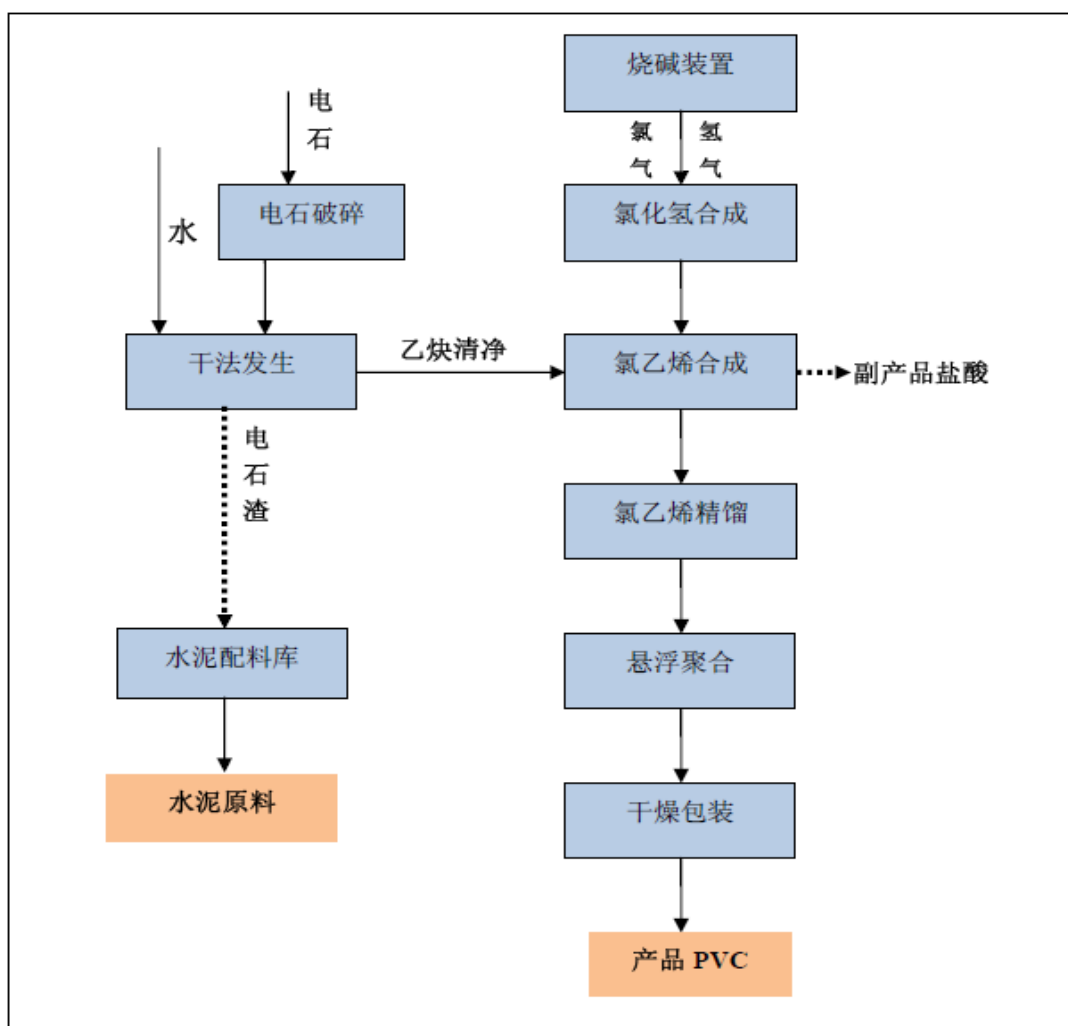 烧碱装置
电石
氯气
氢气
电石破碎
氯化氢合成
水
干法发生
乙炔清净
氯乙烯合成
副产品盐酸
电石渣
氯乙烯精馏
水泥配料库
悬浮聚合
水泥原料
干燥包装
产品 PVC